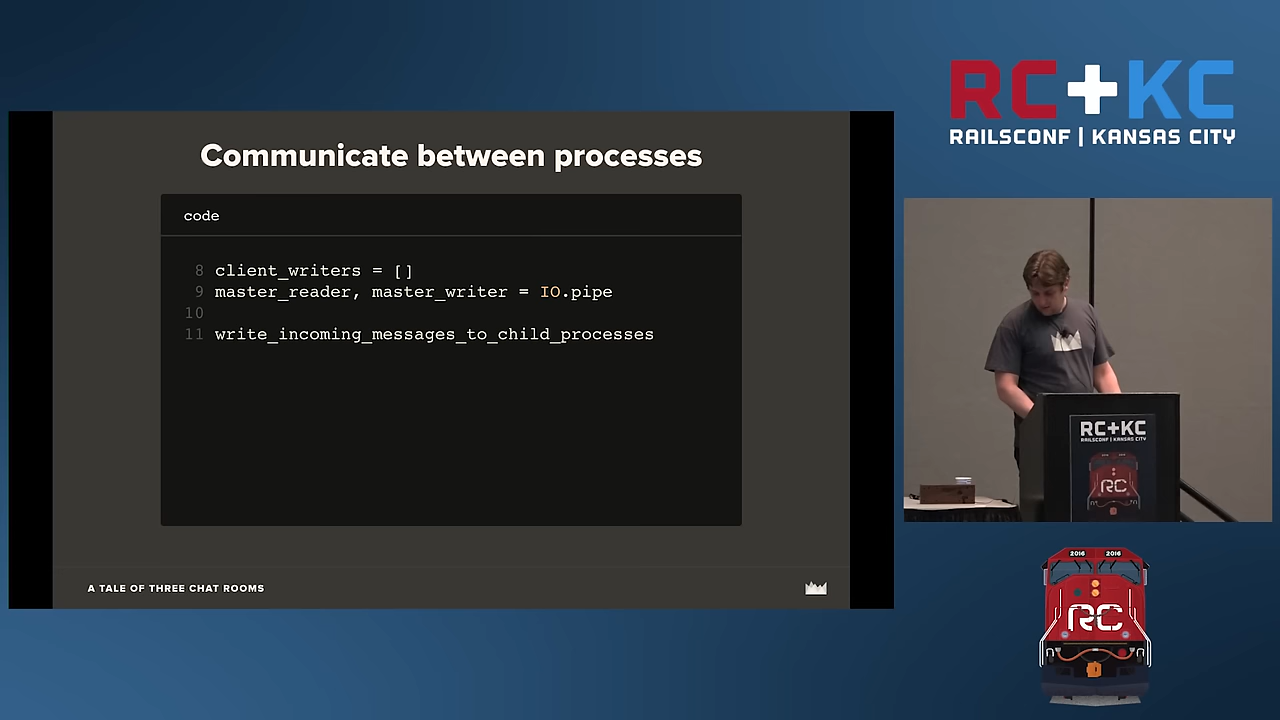 Communicate between processes
code
8 client_writers = []
9 master_reader, master_writer = IO.pipe
10
11 write_incoming_messages_to_child_processes
A TALE OF THREE CHAT ROOMS
RC+KC
RAILSCONF | KANSAS CITY
RC+KC
RAILSCONF | KANSAS CITY
RC
2016 2016
RC